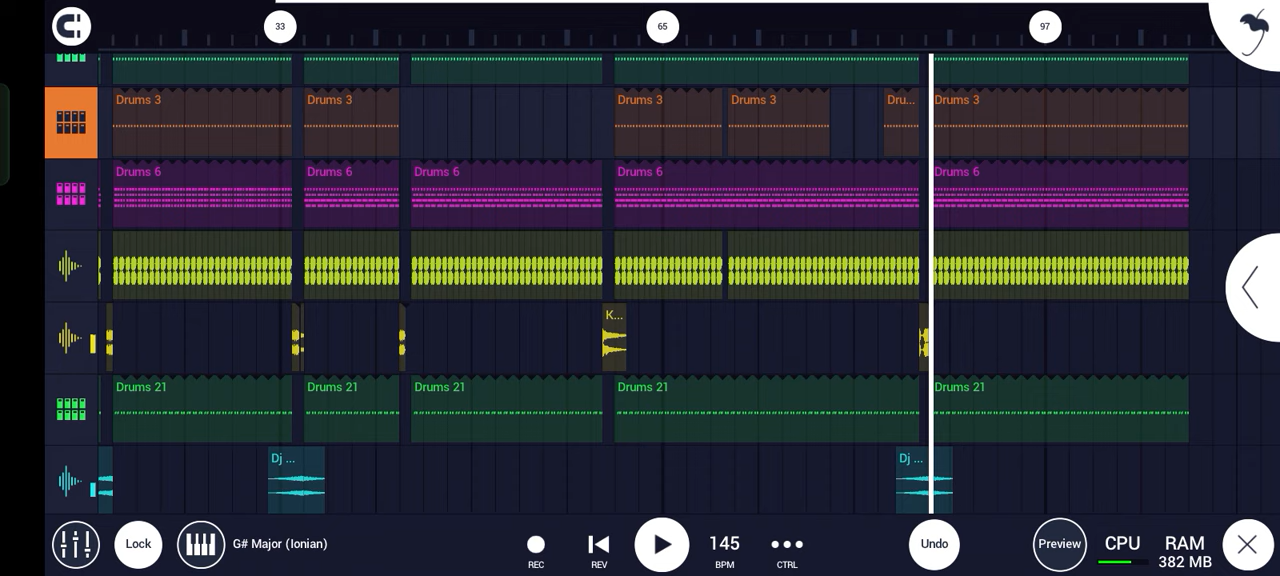 33 65 97
Drums 3 Drums 3 Drums 3 Drums 3 Dru... Drums 3
Drums 6 Drums 6 Drums 6 Drums 6 Drums 6
K...
Drums 21 Drums 21 Drums 21 Drums 21 Drums 21
Dj ... Dj ...
Lock G# Major (Ionian) 145 Undo Preview CPU RAM
REC REV BPM CTRL 382 MB